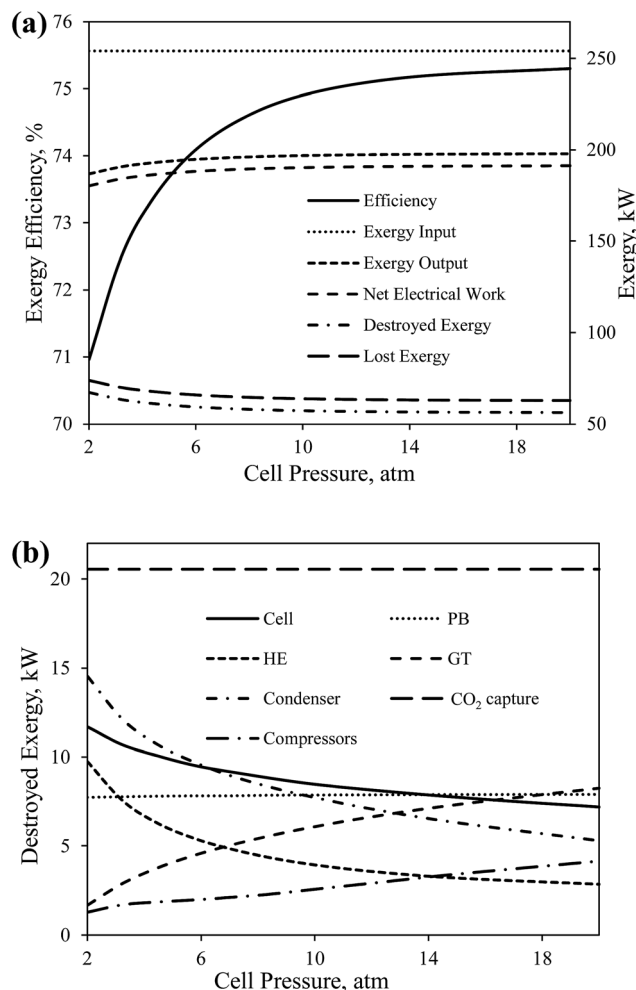 (a)
76
75
74
73
72
71
70
Exergy Efficiency, %
250
200
150
100
50
Exergy, kW
Efficiency
Exergy Input
Exergy Output
Net Electrical Work
Destroyed Exergy
Lost Exergy
2 6 10 14 18
Cell Pressure, atm
(b)
20
15
10
5
0
Destroyed Exergy, kW
Cell PB
HE GT
Condenser CO₂ capture
Compressors
2 6 10 14 18
Cell Pressure, atm